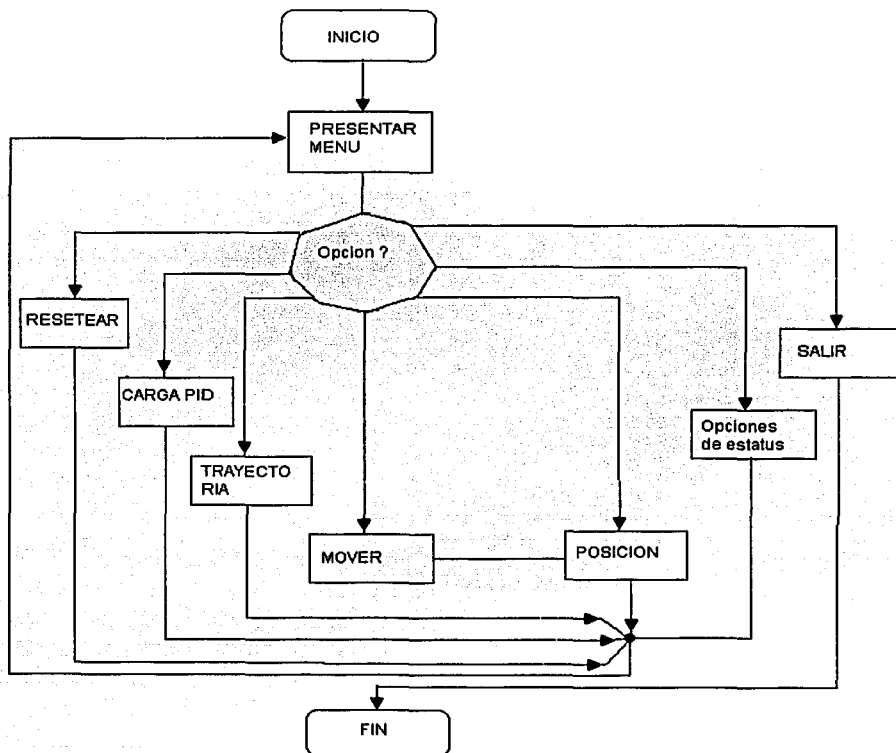 INICIO
PRESENTAR
MENU
Opcion ?
RESETEAR
SALIR
CARGA PID
Opciones
de estatus
TRAYECTO
RIA
MOVER
POSICION
FIN